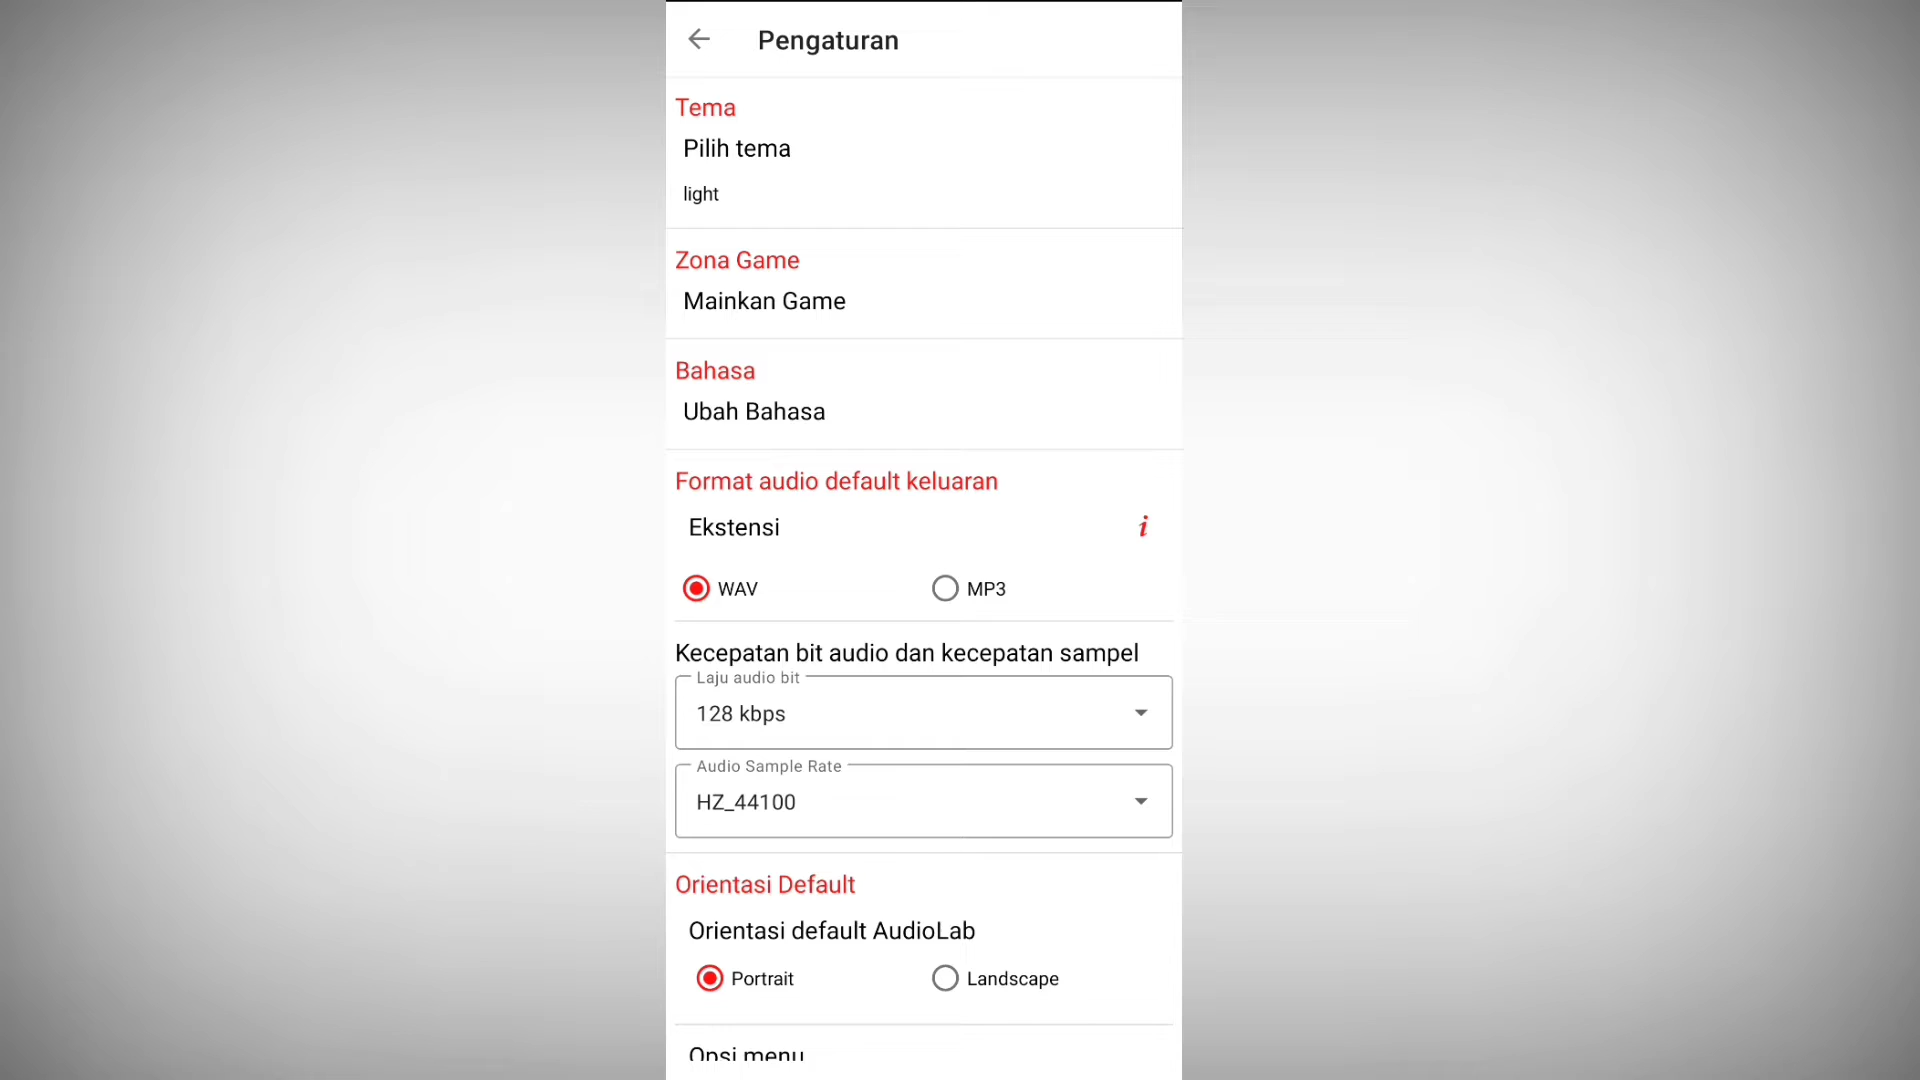 Pengaturan
Tema
Pilih tema
light
Zona Game
Mainkan Game
Bahasa
Ubah Bahasa
Format audio default keluaran
Ekstensi i
WAV MP3
Kecepatan bit audio dan kecepatan sampel
Laju audio bit
128 kbps
Audio Sample Rate
HZ_44100
Orientasi Default
Orientasi default AudioLab
Portrait Landscape
Opsi menu